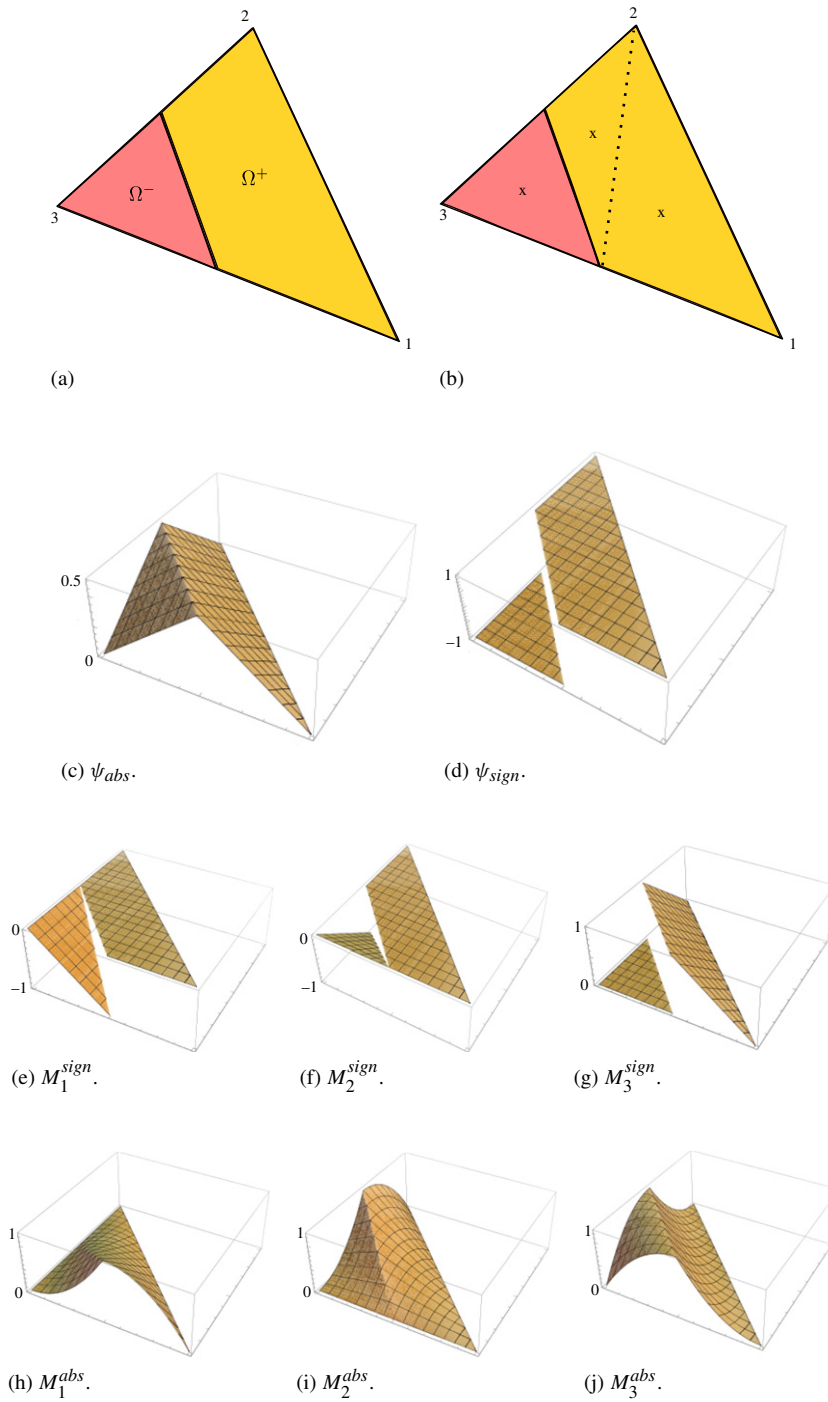 2
2
Ω⁻
Ω⁺
x
x
x
3
3
1
1
(a)
(b)
0.5
0
1
−1
(c) ψ_abs.
(d) ψ_sign.
0
−1
0
−1
1
0
(e) M_1^sign.
(f) M_2^sign.
(g) M_3^sign.
1
0
1
0
1
0
(h) M_1^abs.
(i) M_2^abs.
(j) M_3^abs.